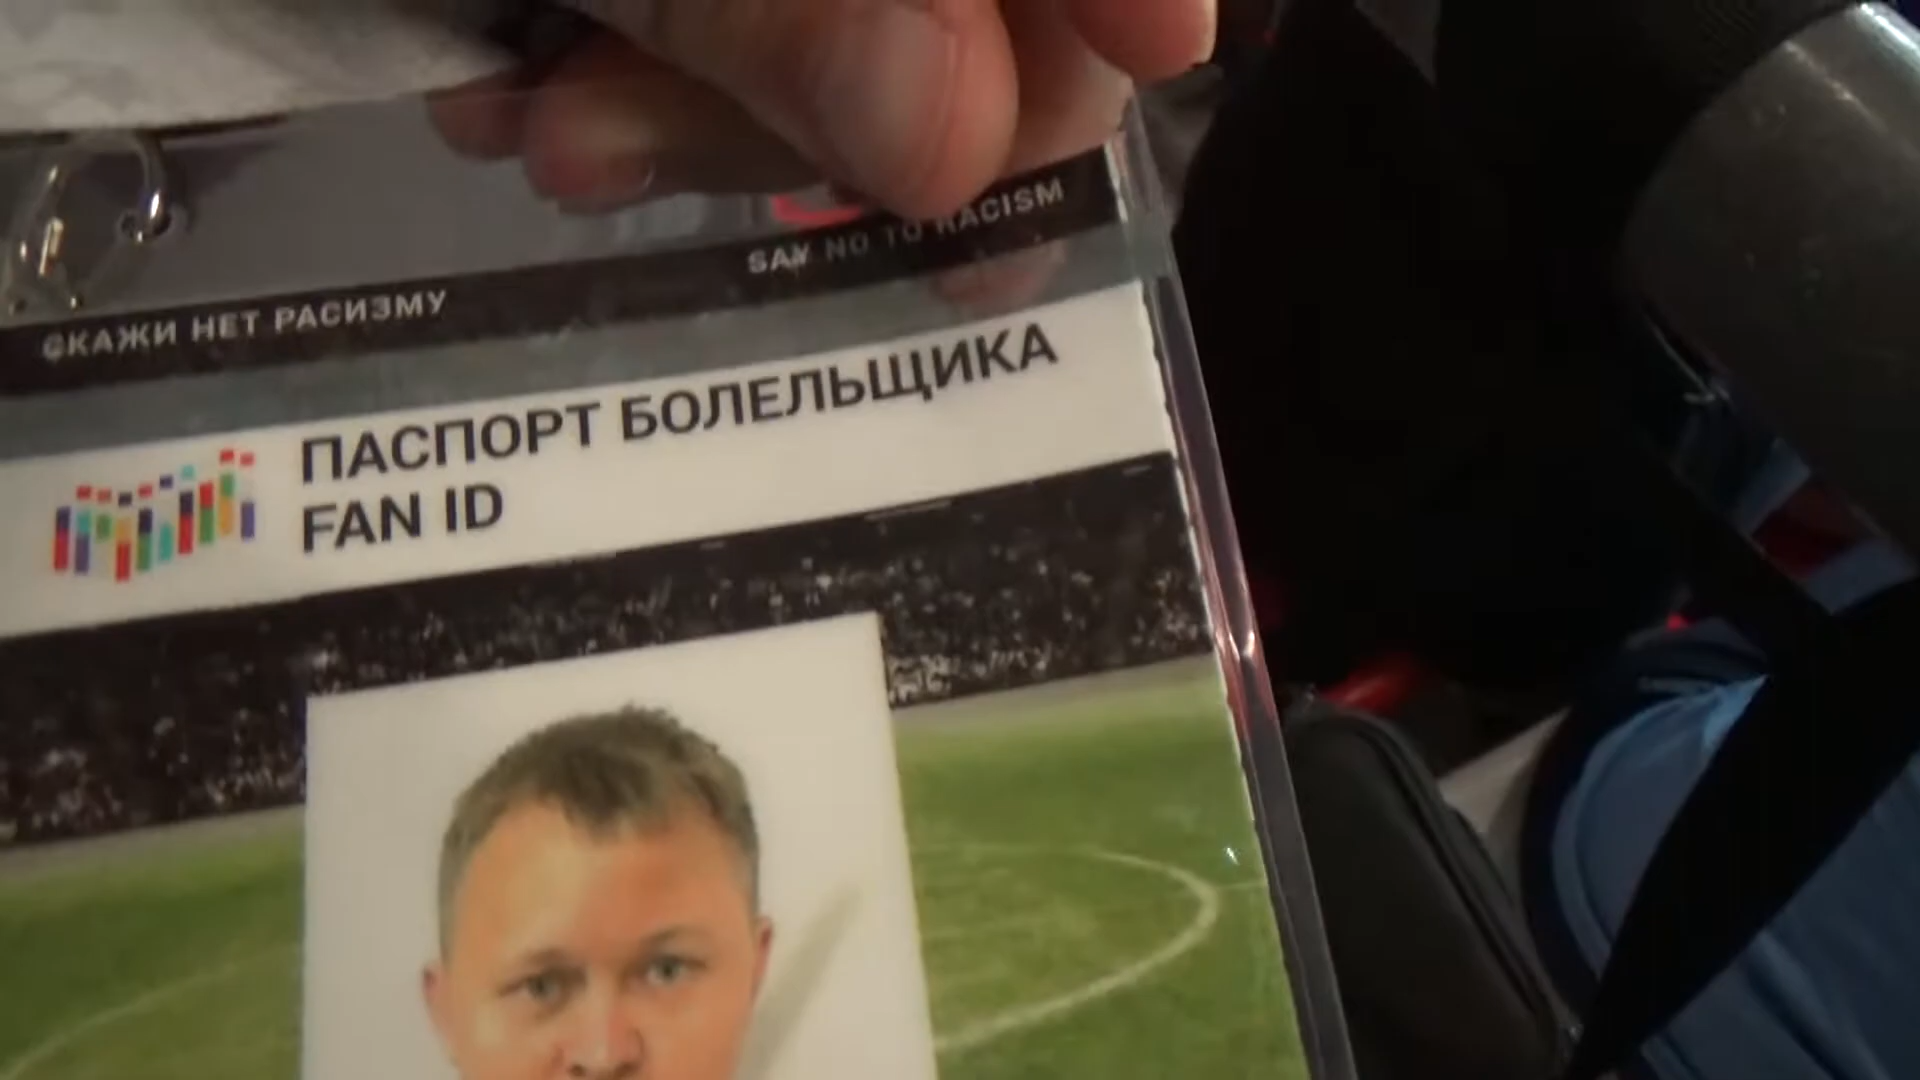 СКАЖИ НЕТ РАСИЗМУ
SAY NO TO RACISM
ПАСПОРТ БОЛЕЛЬЩИКА
FAN ID